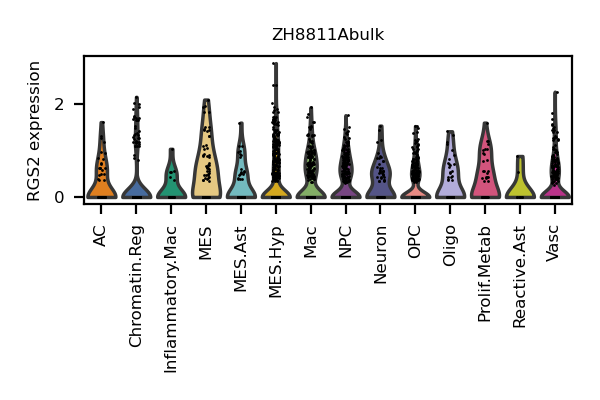 ZH8811Abulk
RGS2 expression
2
0
AC
Chromatin.Reg
Inflammatory.Mac
MES
MES.Ast
MES.Hyp
Mac
NPC
Neuron
OPC
Oligo
Prolif.Metab
Reactive.Ast
Vasc